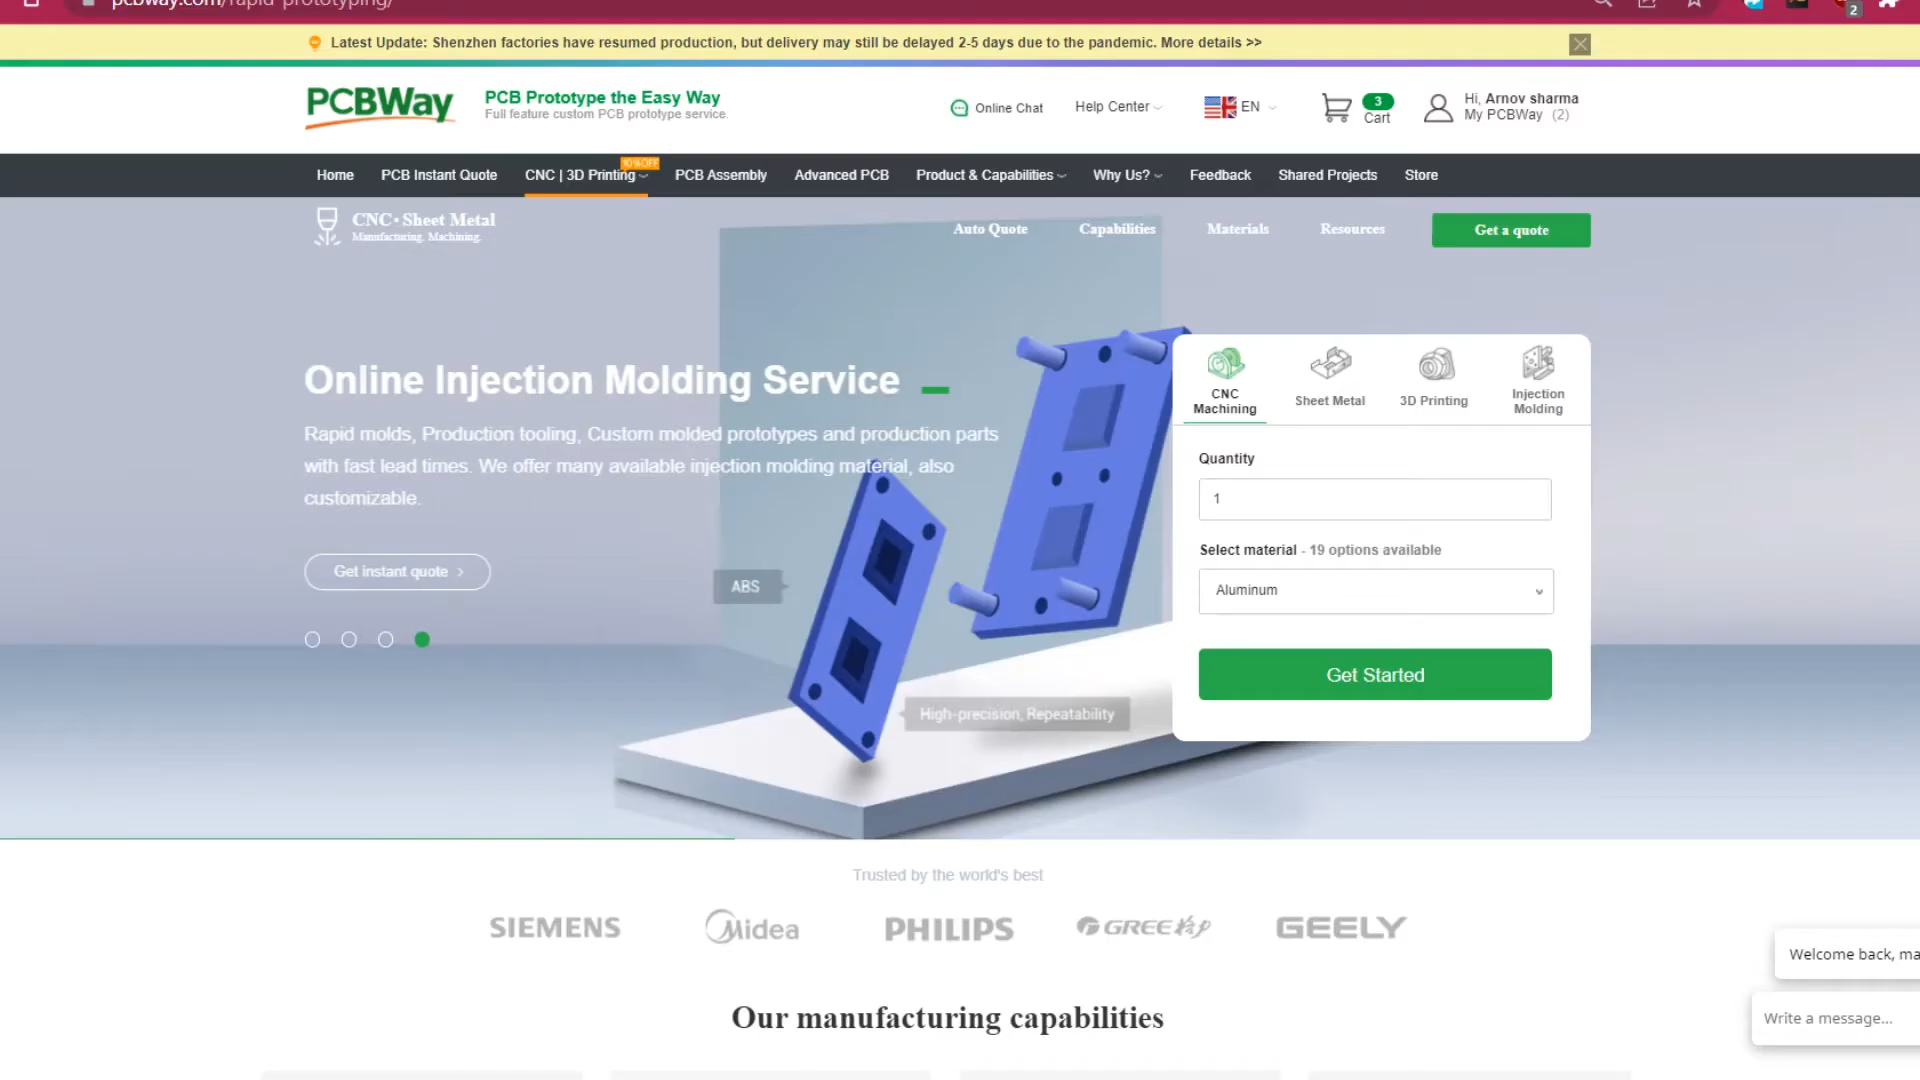 pcbway.com/rapid-prototyping/
2
Latest Update: Shenzhen factories have resumed production, but delivery may still be delayed 2-5 days due to the pandemic. More details >>
PCBWay
PCB Prototype the Easy Way
Full feature custom PCB prototype service.
Online Chat
Help Center
EN
3
Cart
Hi, Arnov sharma
My PCBWay (2)
10%OFF
Home
PCB Instant Quote
CNC | 3D Printing
PCB Assembly
Advanced PCB
Product & Capabilities
Why Us?
Feedback
Shared Projects
Store
CNC·Sheet Metal
Manufacturing. Machining.
Auto Quote
Capabilities
Materials
Resources
Get a quote
Online Injection Molding Service
Rapid molds, Production tooling, Custom molded prototypes and production parts
with fast lead times. We offer many available injection molding material, also
customizable.
Get instant quote >
ABS
High-precision, Repeatability
CNC
Machining
Sheet Metal
3D Printing
Injection
Molding
Quantity
1
Select material - 19 options available
Aluminum
Get Started
Trusted by the world's best
SIEMENS
Midea
PHILIPS
GREE格力
GEELY
Welcome back, ma
Write a message...
Our manufacturing capabilities